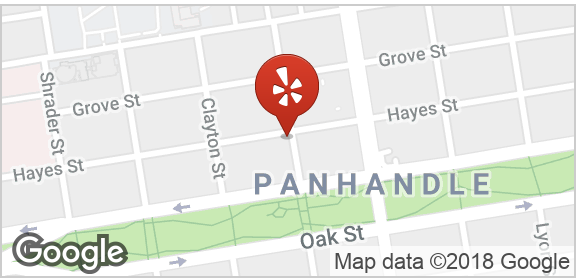 Grove St
Grove St
Hayes St
Hayes St
Shrader St
Clayton St
PANHANDLE
Oak St
Lyo
Google
Map data ©2018 Google